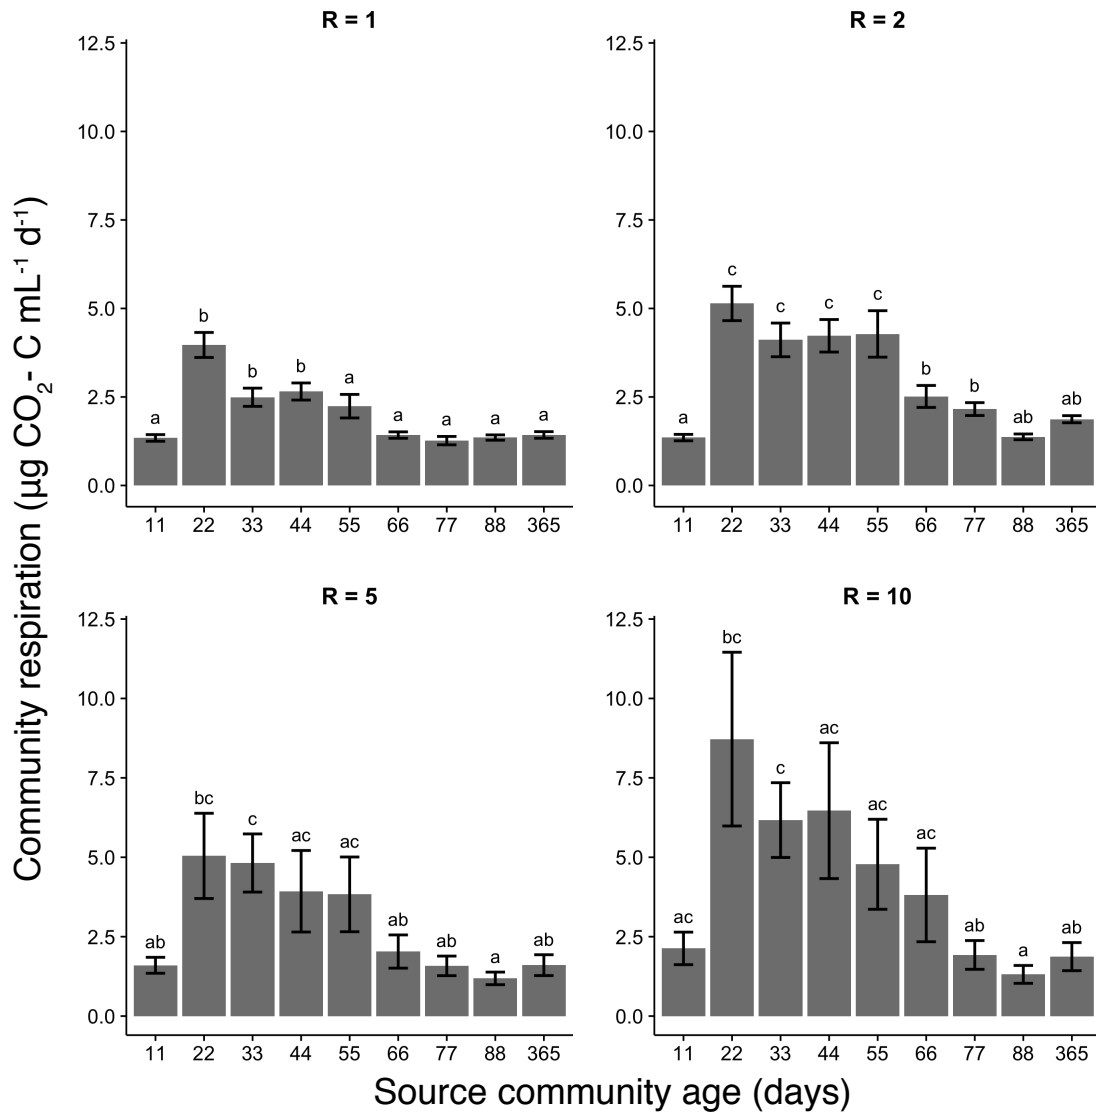 Community respiration (µg CO2- C mL-1 d-1)
R = 1
12.5
10.0
7.5
5.0
2.5
0.0
a
b
b
b
a
a
a
a
a
11 22 33 44 55 66 77 88 365
R = 2
12.5
10.0
7.5
5.0
2.5
0.0
a
c
c
c
c
b
b
ab
ab
11 22 33 44 55 66 77 88 365
R = 5
12.5
10.0
7.5
5.0
2.5
0.0
ab
bc
c
ac
ac
ab
ab
a
ab
11 22 33 44 55 66 77 88 365
R = 10
12.5
10.0
7.5
5.0
2.5
0.0
ac
bc
c
ac
ac
ac
ab
a
ab
11 22 33 44 55 66 77 88 365
Source community age (days)